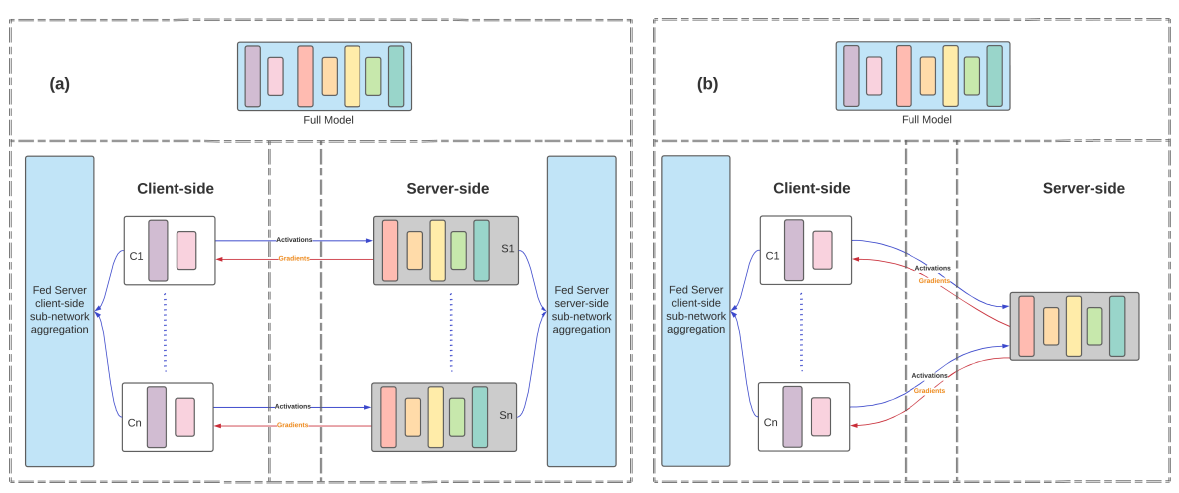 (a)
Full Model
Client-side
Server-side
Fed Server
client-side
sub-network
aggregation
C1
Activations
Gradients
S1
Fed Server
server-side
sub-network
aggregation
Cn
Activations
Gradients
Sn
(b)
Full Model
Client-side
Server-side
Fed Server
client-side
sub-network
aggregation
C1
Activations
Gradients
Cn
Activations
Gradients